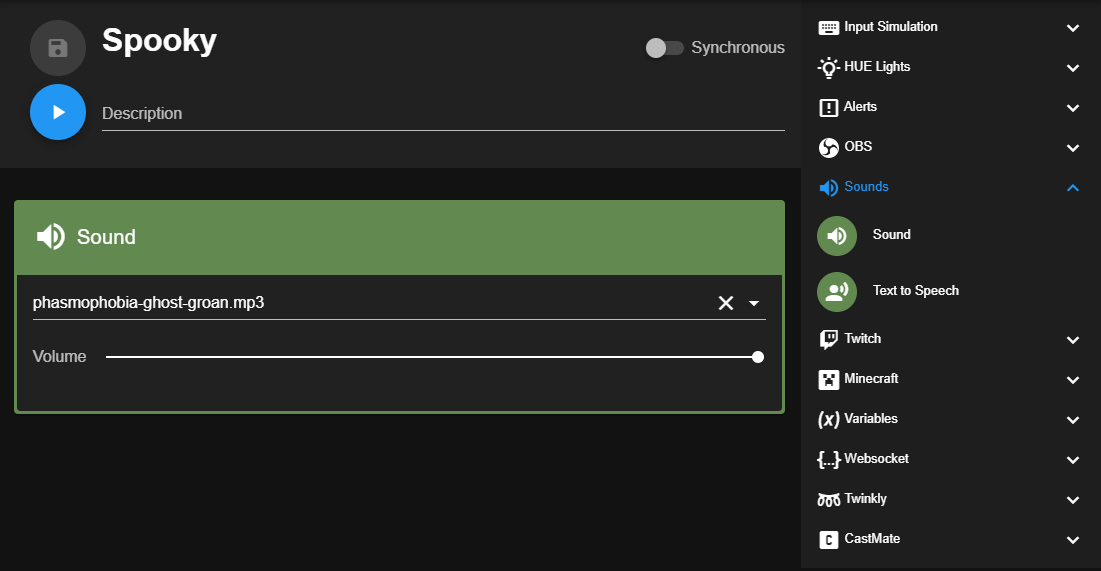 Spooky
Synchronous
Description
Sound
phasmophobia-ghost-groan.mp3
Volume
Input Simulation
HUE Lights
Alerts
OBS
Sounds
Sound
Text to Speech
Twitch
Minecraft
(x) Variables
{...} Websocket
Twinkly
C CastMate